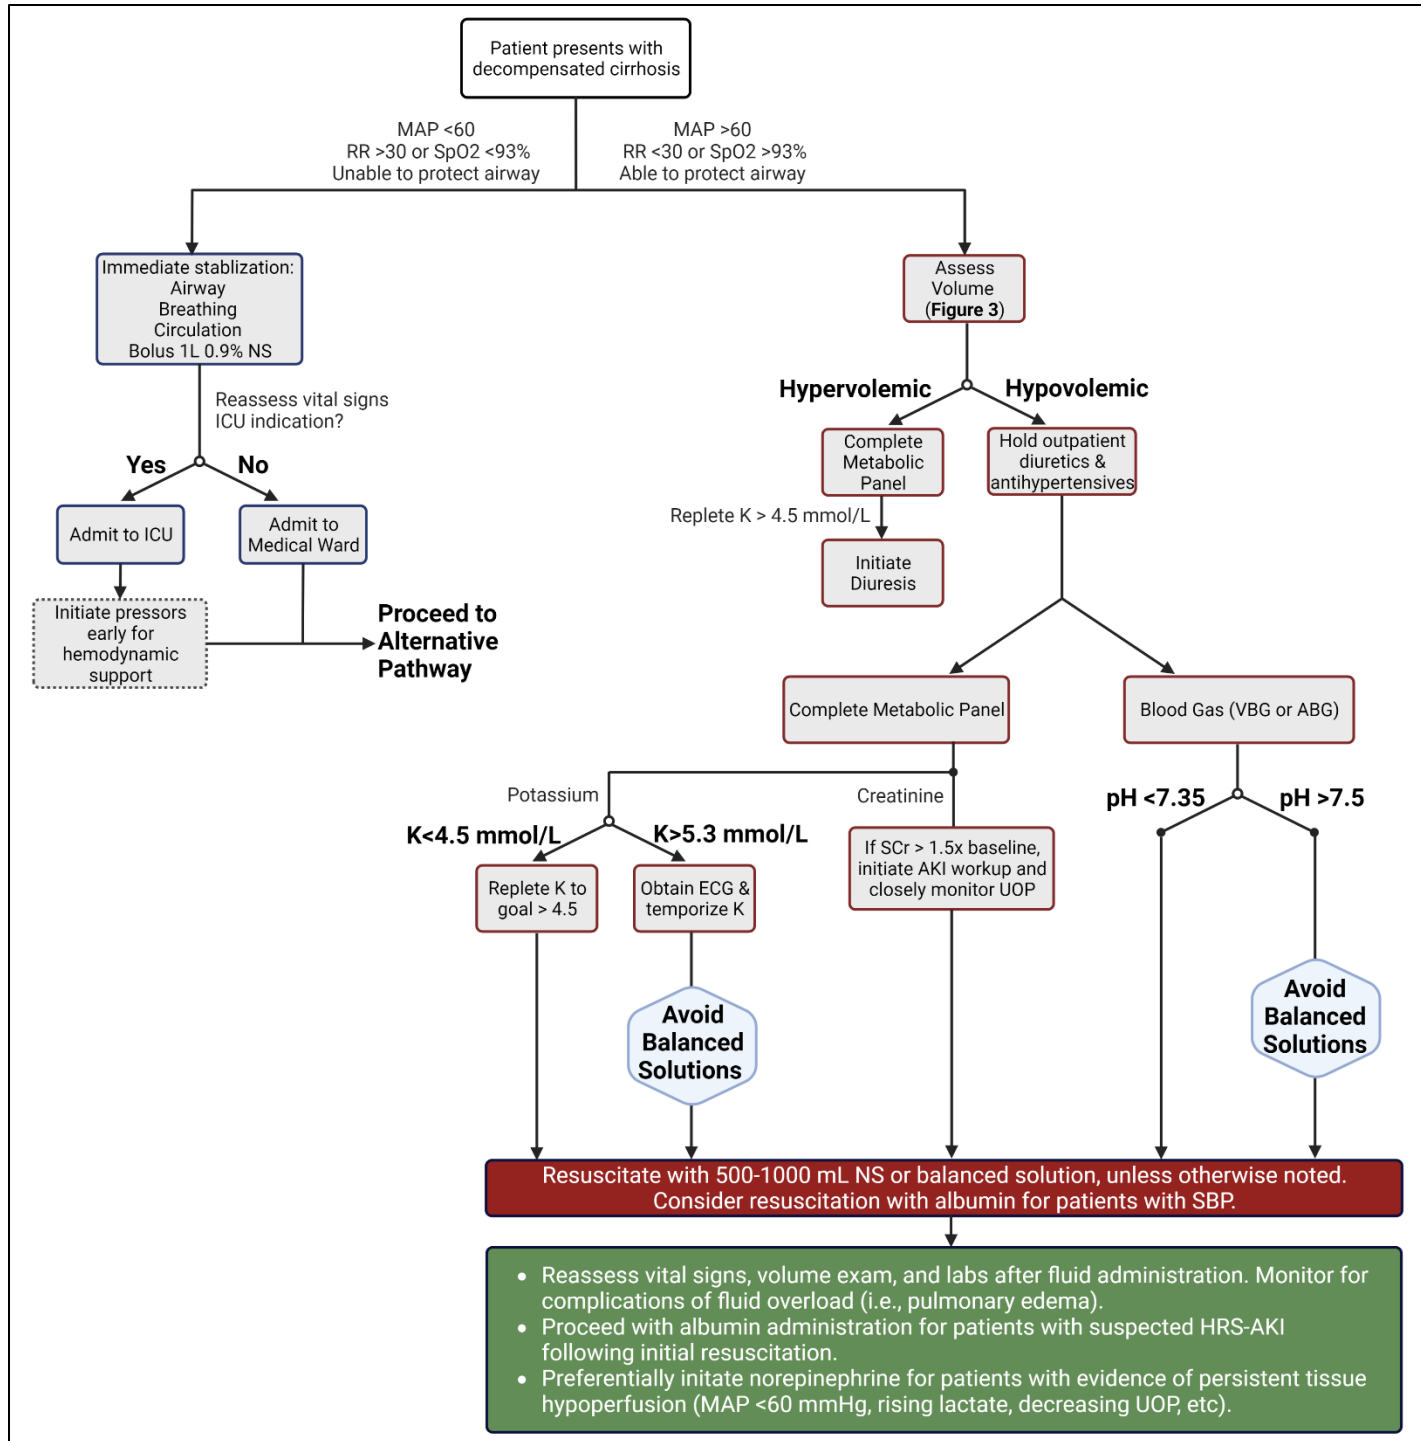 Patient presents with
decompensated cirrhosis
MAP <60
RR >30 or SpO2 <93%
Unable to protect airway
MAP >60
RR <30 or SpO2 >93%
Able to protect airway
Immediate stablization:
Airway
Breathing
Circulation
Bolus 1L 0.9% NS
Reassess vital signs
ICU indication?
Yes
No
Admit to ICU
Admit to
Medical Ward
Initiate pressors
early for
hemodynamic
support
Proceed to
Alternative
Pathway
Assess
Volume
(Figure 3)
Hypervolemic
Hypovolemic
Complete
Metabolic
Panel
Replete K > 4.5 mmol/L
Initiate
Diuresis
Hold outpatient
diuretics &
antihypertensives
Complete Metabolic Panel
Blood Gas (VBG or ABG)
Potassium
Creatinine
K<4.5 mmol/L
K>5.3 mmol/L
Replete K to
goal > 4.5
Obtain ECG &
temporize K
Avoid
Balanced
Solutions
If SCr > 1.5x baseline,
initiate AKI workup and
closely monitor UOP
pH <7.35
pH >7.5
Avoid
Balanced
Solutions
Resuscitate with 500-1000 mL NS or balanced solution, unless otherwise noted.
Consider resuscitation with albumin for patients with SBP.
• Reassess vital signs, volume exam, and labs after fluid administration. Monitor for
complications of fluid overload (i.e., pulmonary edema).
• Proceed with albumin administration for patients with suspected HRS-AKI
following initial resuscitation.
• Preferentially initate norepinephrine for patients with evidence of persistent tissue
hypoperfusion (MAP <60 mmHg, rising lactate, decreasing UOP, etc).